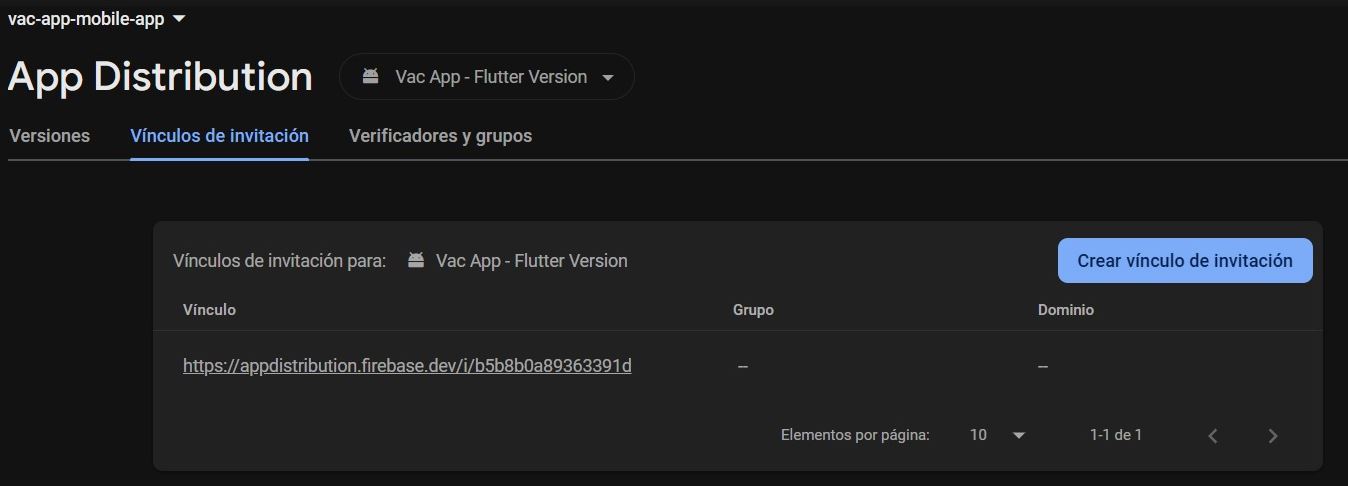 vac-app-mobile-app
App Distribution
Vac App - Flutter Version
Versiones
Vínculos de invitación
Verificadores y grupos
Vínculos de invitación para:
Vac App - Flutter Version
Crear vínculo de invitación
Vínculo
Grupo
Dominio
https://appdistribution.firebase.dev/i/b5b8b0a89363391d
--
--
Elementos por página:
10
1-1 de 1